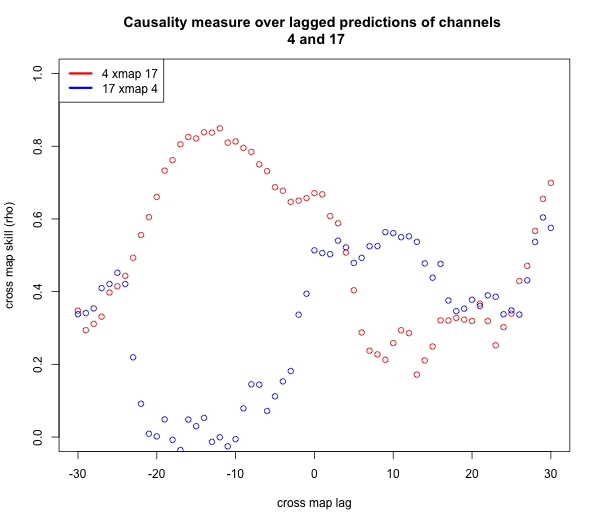 Causality measure over lagged predictions of channels
4 and 17
4 xmap 17
17 xmap 4
1.0
0.8
0.6
0.4
0.2
0.0
cross map skill (rho)
-30
-20
-10
0
10
20
30
cross map lag